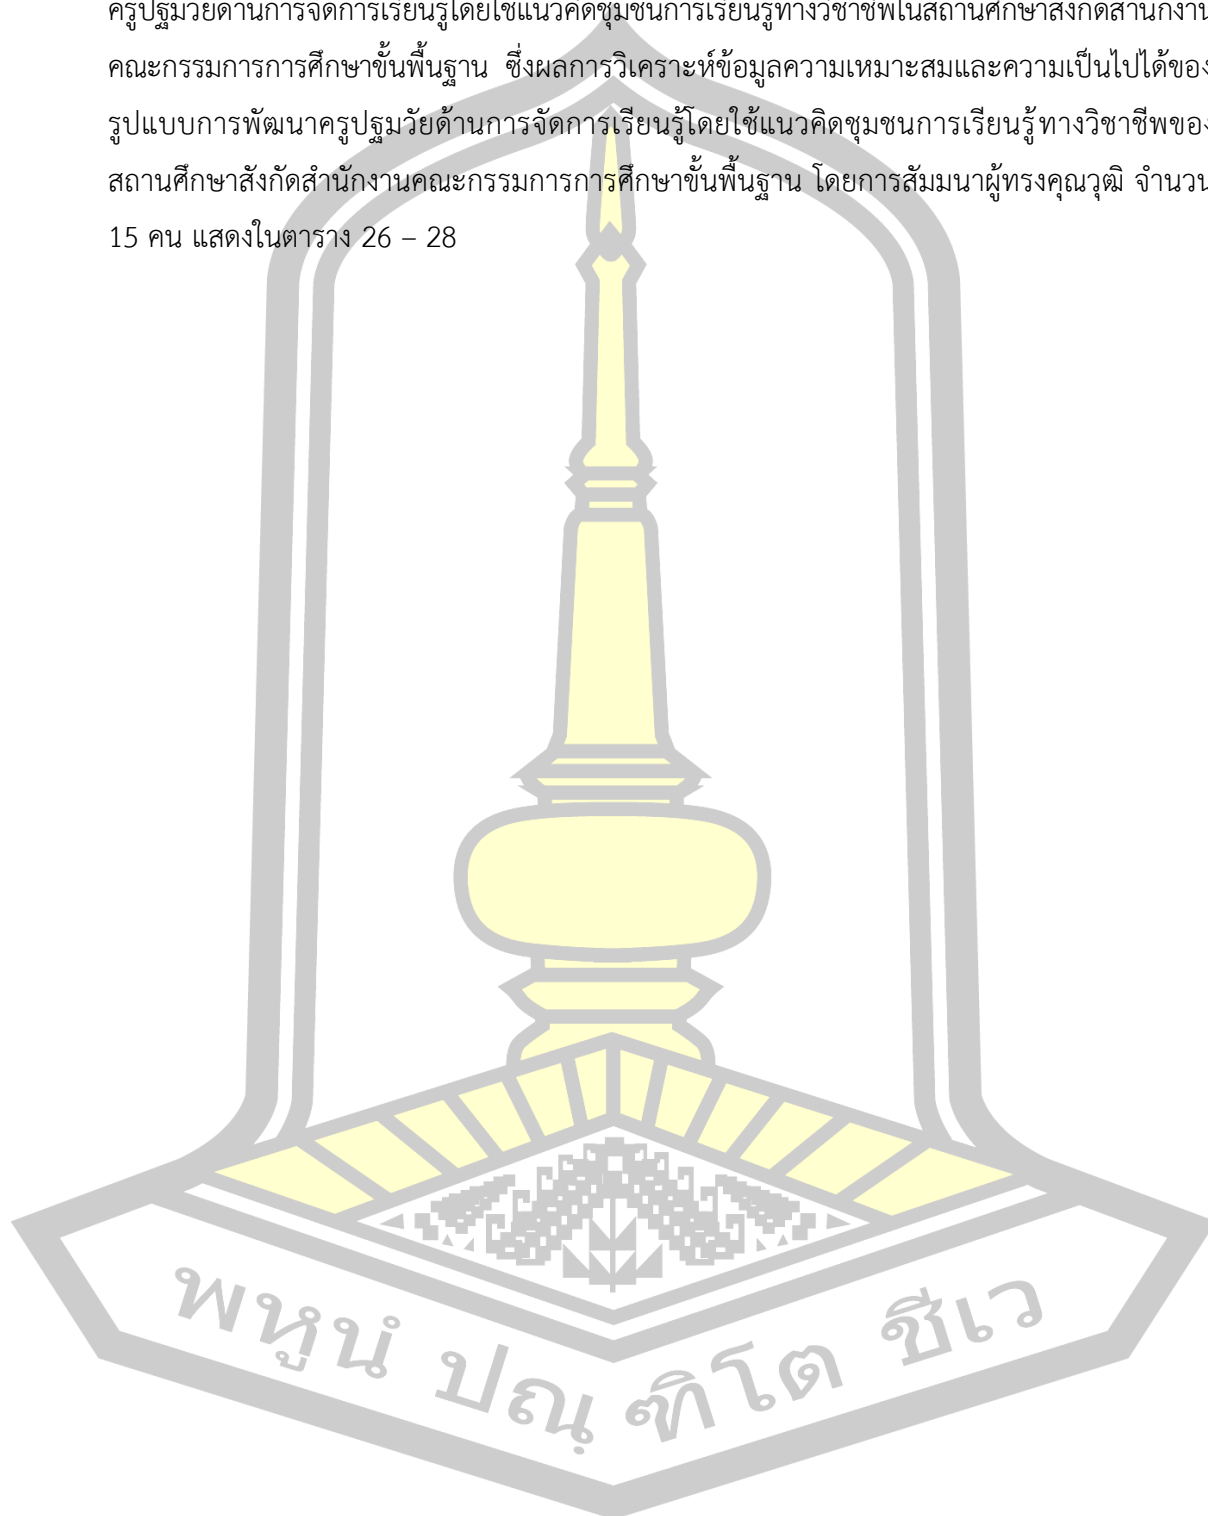 ครูปฐมวัยด้านการจัดการเรียนรู้โดยใช้แนวคิดชุมชนการเรียนรู้ทางวิชาชีพในสถานศึกษาสังกัดสำนักงาน
คณะกรรมการการศึกษาขั้นพื้นฐาน ซึ่งผลการวิเคราะห์ข้อมูลความเหมาะสมและความเป็นไปได้ของ
รูปแบบการพัฒนาครูปฐมวัยด้านการจัดการเรียนรู้โดยใช้แนวคิดชุมชนการเรียนรู้ทางวิชาชีพของ
สถานศึกษาสังกัดสำนักงานคณะกรรมการการศึกษาขั้นพื้นฐาน โดยการสัมมนาผู้ทรงคุณวุฒิ จำนวน
15 คน แสดงในตาราง 26 – 28
พหูนํ ปณฺ ฑิโต ชีเว